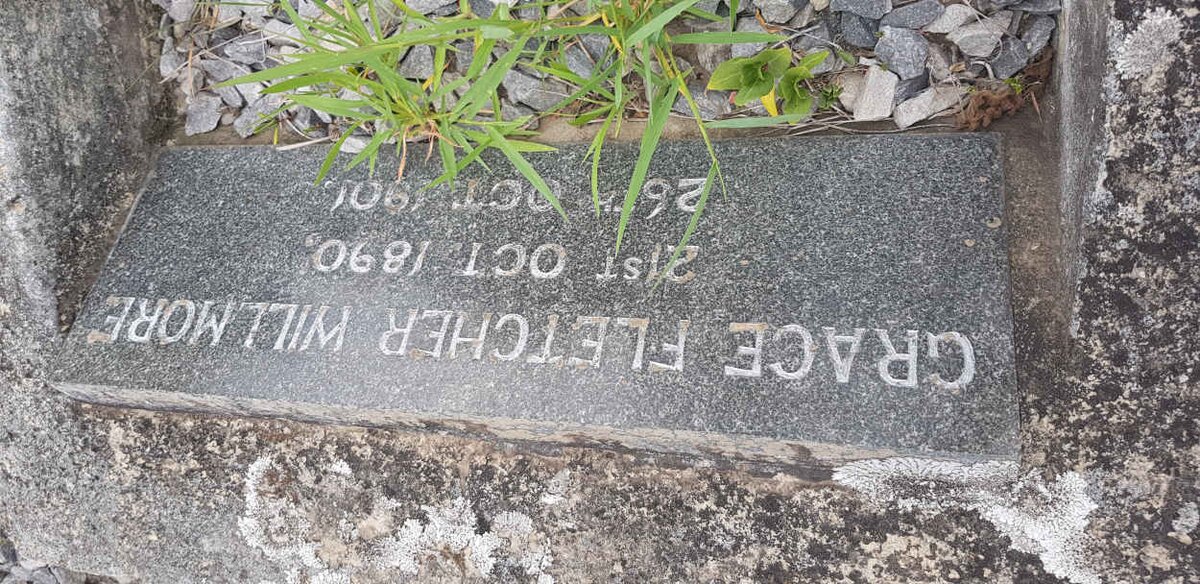 GRACE FLETCHER WILLMORE
21st OCT. 1890.
26TH OCT. 1901.